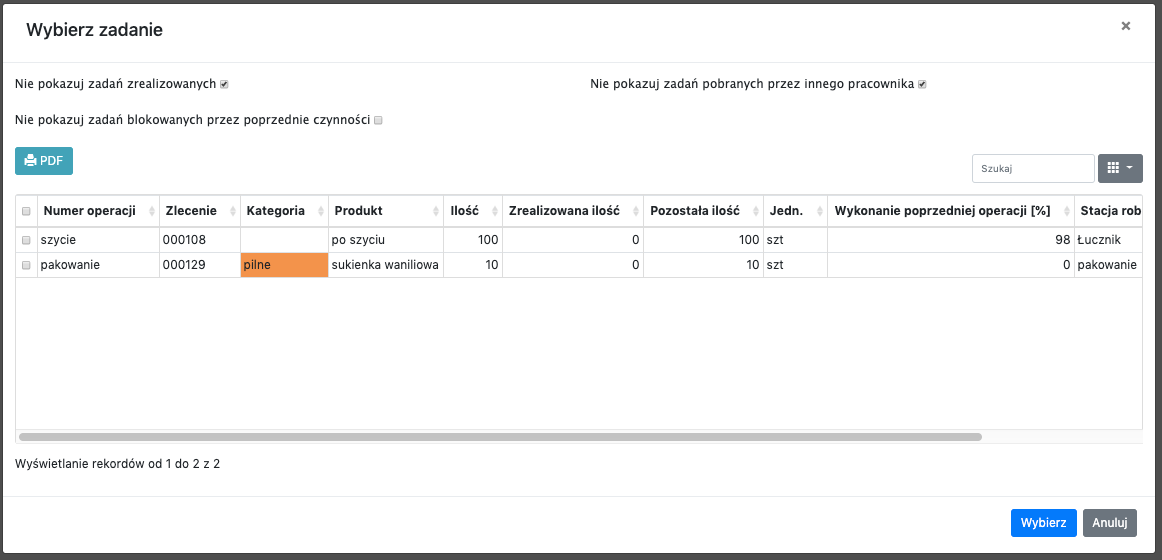 Wybierz zadanie ×
Nie pokazuj zadań zrealizowanych Nie pokazuj zadań pobranych przez innego pracownika
Nie pokazuj zadań blokowanych przez poprzednie czynności
PDF Szukaj
Numer operacji Zlecenie Kategoria Produkt Ilość Zrealizowana ilość Pozostała ilość Jedn. Wykonanie poprzedniej operacji [%] Stacja rob
szycie 000108 po szyciu 100 0 100 szt 98 Łucznik
pakowanie 000129 pilne sukienka waniliowa 10 0 10 szt 0 pakowanie
Wyświetlanie rekordów od 1 do 2 z 2
Wybierz Anuluj